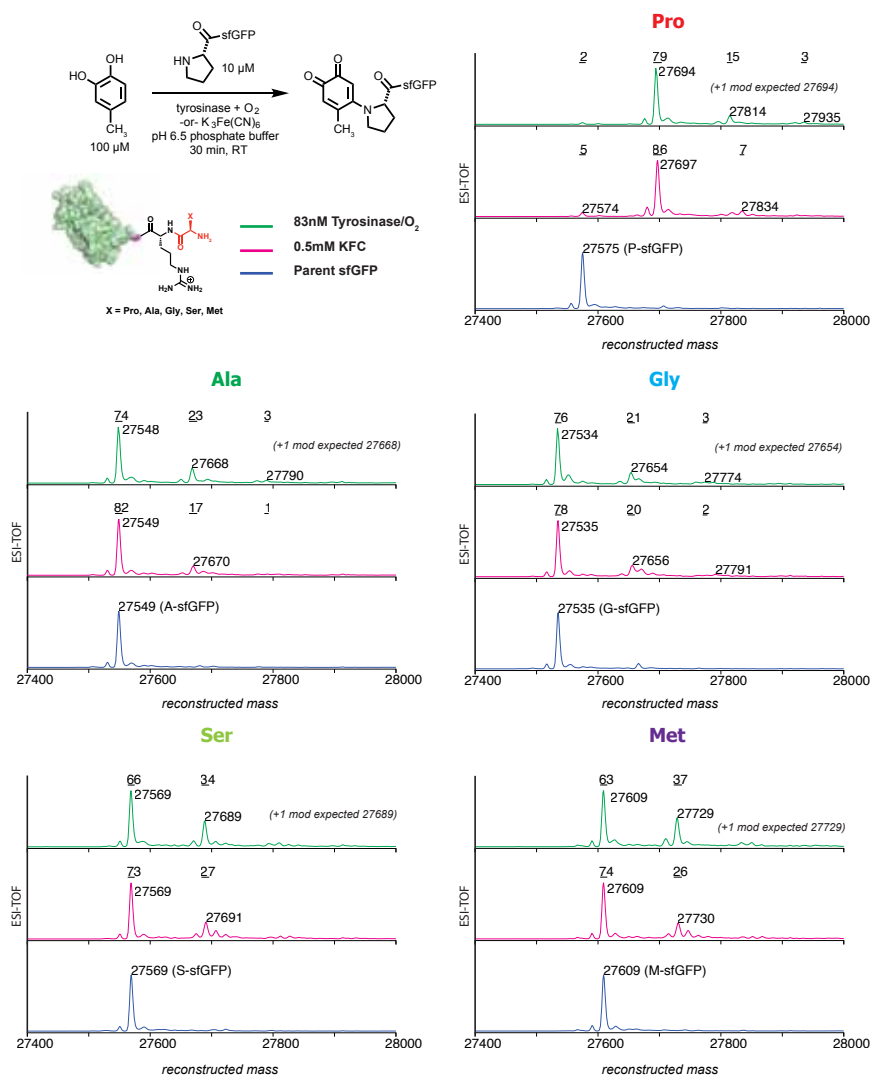 Pro
OH
HO
CH3
100 µM
O
sfGFP
HN
10 µM
tyrosinase + O2
-or- K3Fe(CN)6
pH 6.5 phosphate buffer
30 min, RT
O
O
N
CH3
O
sfGFP
O
H
N
X
O
NH2
NH
H2N
NH2
⊕
X = Pro, Ala, Gly, Ser, Met
83nM Tyrosinase/O2
0.5mM KFC
Parent sfGFP
ESI-TOF
2 79 15 3
27694
(+1 mod expected 27694)
27814
27935
5 86 7
27697
27574
27834
27575 (P-sfGFP)
27400 27600 27800 28000
reconstructed mass
Ala
ESI-TOF
74 23 3
27548
(+1 mod expected 27668)
27668
27790
82 17 1
27549
27670
27549 (A-sfGFP)
27400 27600 27800 28000
reconstructed mass
Gly
ESI-TOF
76 21 3
27534
(+1 mod expected 27654)
27654
27774
78 20 2
27535
27656
27791
27535 (G-sfGFP)
27400 27600 27800 28000
reconstructed mass
Ser
ESI-TOF
66 34
27569
27689
(+1 mod expected 27689)
73 27
27569
27691
27569 (S-sfGFP)
27400 27600 27800 28000
reconstructed mass
Met
ESI-TOF
63 37
27609
27729
(+1 mod expected 27729)
74 26
27609
27730
27609 (M-sfGFP)
27400 27600 27800 28000
reconstructed mass